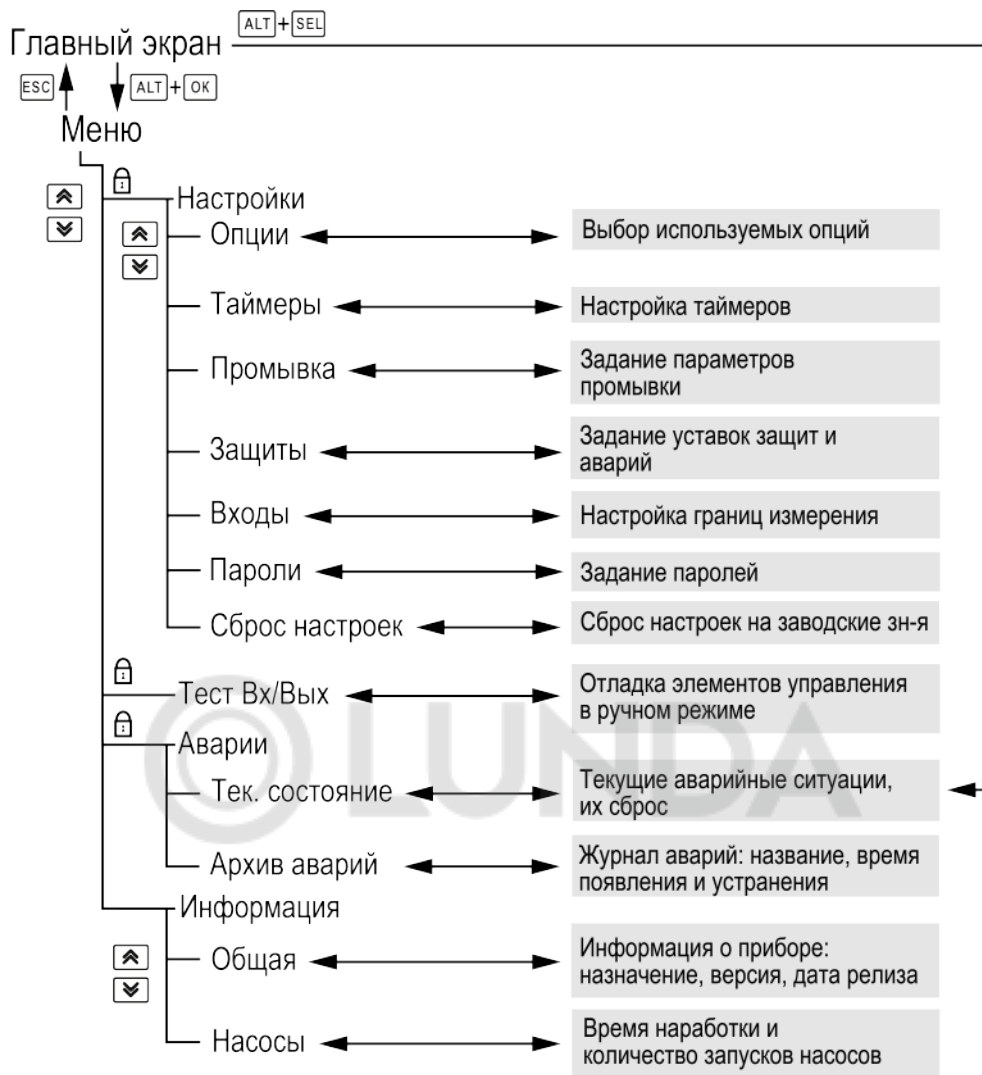 ALT+SEL
Главный экран
ESC ALT+OK
Меню
Настройки
Опции
Выбор используемых опций
Таймеры
Настройка таймеров
Промывка
Задание параметров
промывки
Защиты
Задание уставок защит и
аварий
Входы
Настройка границ измерения
Пароли
Задание паролей
Сброс настроек
Сброс настроек на заводские зн-я
Тест Вх/Вых
Отладка элементов управления
в ручном режиме
Аварии
Тек. состояние
Текущие аварийные ситуации,
их сброс
Архив аварий
Журнал аварий: название, время
появления и устранения
Информация
Общая
Информация о приборе:
назначение, версия, дата релиза
Насосы
Время наработки и
количество запусков насосов
LUNDA